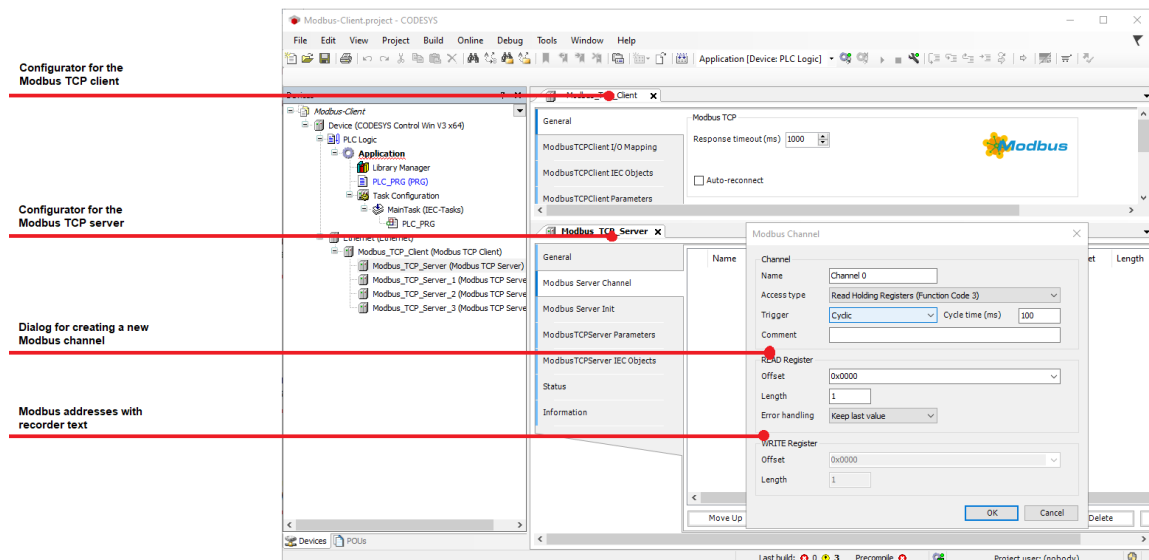 Modbus-Client.project - CODESYS
File Edit View Project Build Online Debug Tools Window Help
Application [Device: PLC Logic]
Configurator for the
Modbus TCP client
Configurator for the
Modbus TCP server
Dialog for creating a new
Modbus channel
Modbus addresses with
recorder text
Modbus-Client
Device (CODESYS Control Win V3 x64)
PLC Logic
Application
Library Manager
PLC_PRG (PRG)
Task Configuration
MainTask (IEC-Tasks)
PLC_PRG
Ethernet (Ethernet)
Modbus_TCP_Client (Modbus TCP Client)
Modbus_TCP_Server (Modbus TCP Server)
Modbus_TCP_Server_1 (Modbus TCP Serve
Modbus_TCP_Server_2 (Modbus TCP Serve
Modbus_TCP_Server_3 (Modbus TCP Serve
Devices POUs
Modbus_TCP_Client
General
ModbusTCPClient I/O Mapping
ModbusTCPClient IEC Objects
ModbusTCPClient Parameters
Modbus TCP
Response timeout (ms) 1000
Auto-reconnect
Modbus
Modbus_TCP_Server
General
Modbus Server Channel
Modbus Server Init
ModbusTCPServer Parameters
ModbusTCPServer IEC Objects
Status
Information
Name
Length
Move Up
Delete
Modbus Channel
Channel
Name Channel 0
Access type Read Holding Registers (Function Code 3)
Trigger Cyclic Cycle time (ms) 100
Comment
READ Register
Offset 0x0000
Length 1
Error handling Keep last value
WRITE Register
Offset 0x0000
Length 1
OK Cancel
Last build: 0 3 Precompile Project user: (nobody)